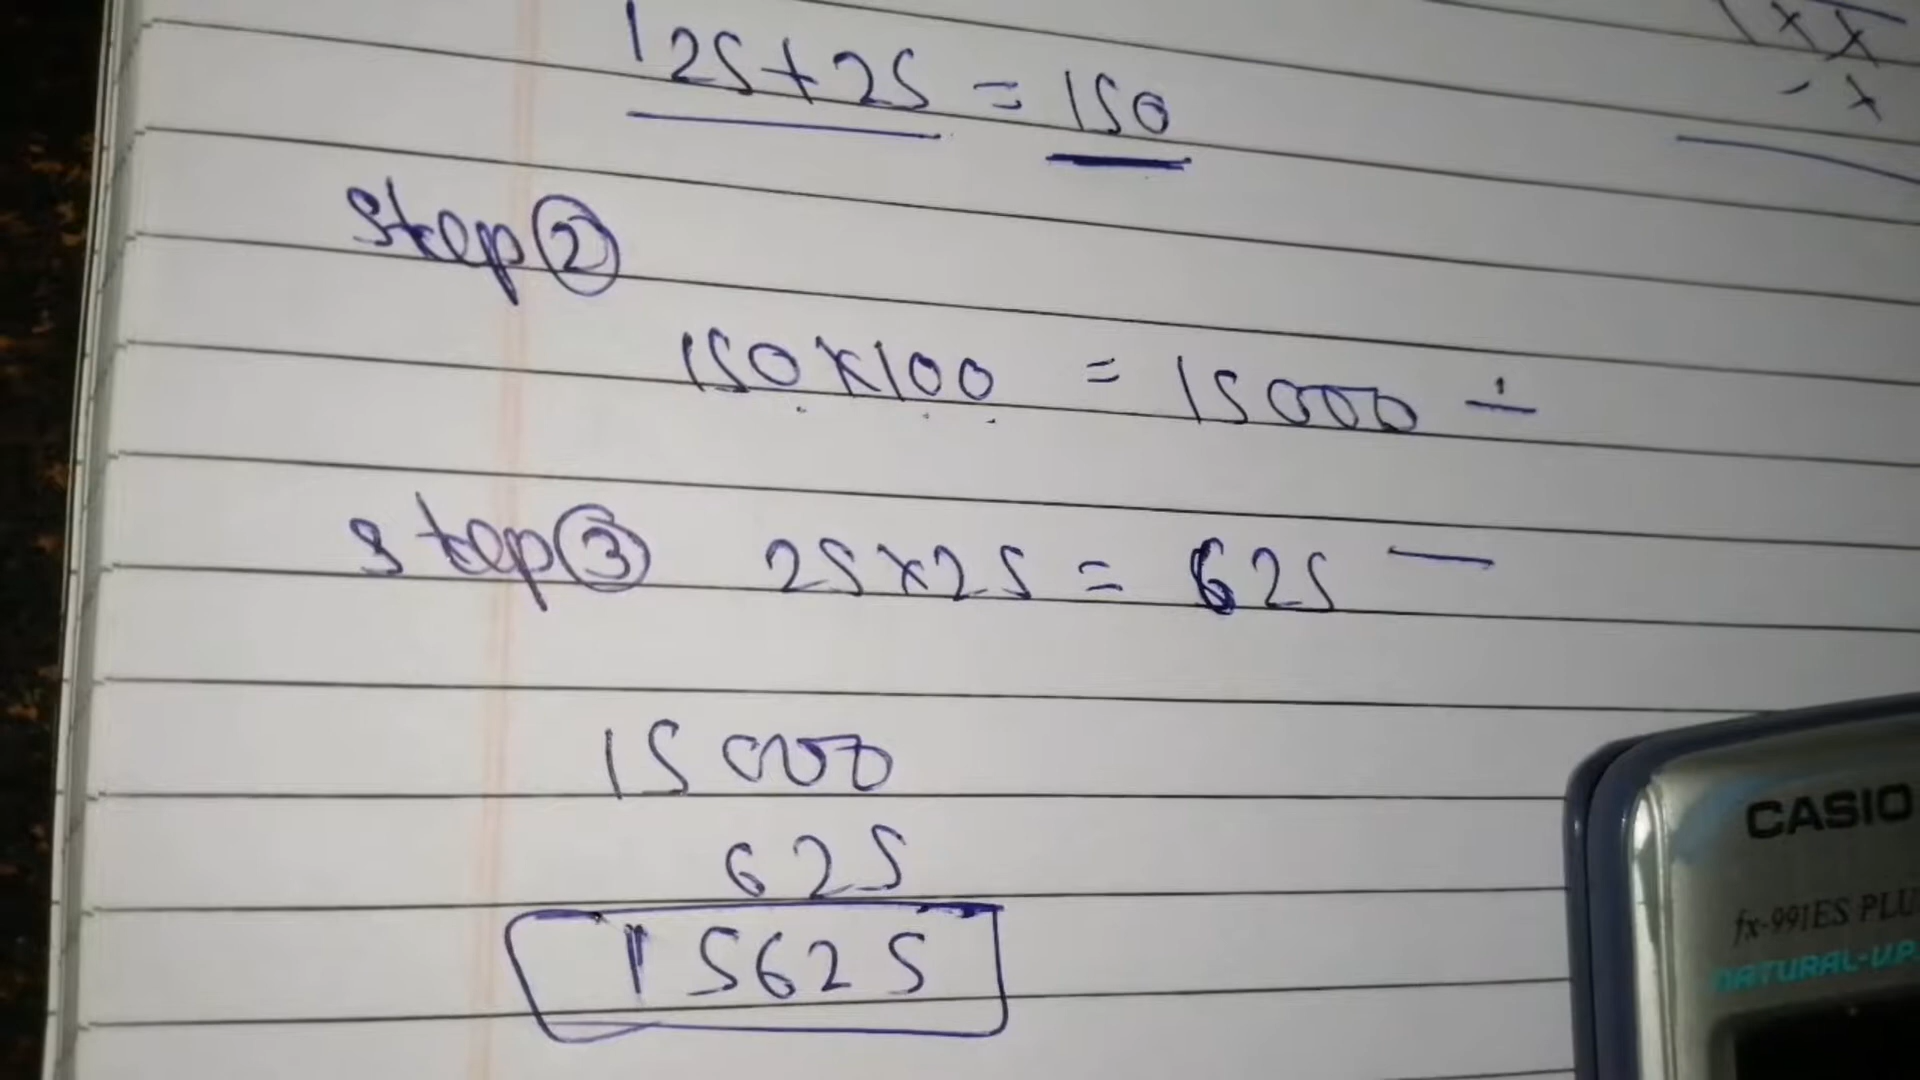 125+25 = 150
Step ②
150×100 = 15000 ÷
step ③ 25×25 = 625 —
15000
625
15625
CASIO
fx-991ES PLU
NATURAL-V.P.